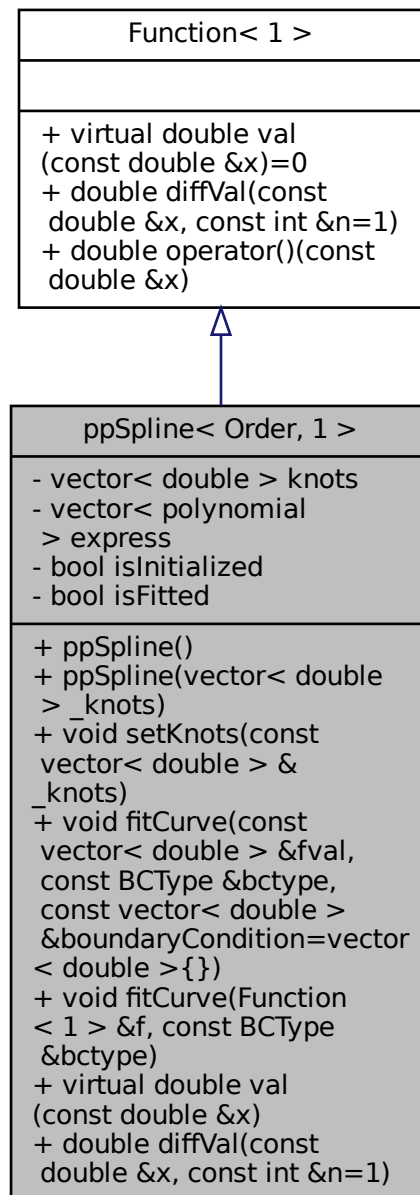 Function< 1 >
+ virtual double val
(const double &x)=0
+ double diffVal(const
double &x, const int &n=1)
+ double operator()(const
double &x)
ppSpline< Order, 1 >
- vector< double > knots
- vector< polynomial
> express
- bool isInitialized
- bool isFitted
+ ppSpline()
+ ppSpline(vector< double
> _knots)
+ void setKnots(const
vector< double > &
_knots)
+ void fitCurve(const
vector< double > &fval,
const BCType &bctype,
const vector< double >
&boundaryCondition=vector
< double >{})
+ void fitCurve(Function
< 1 > &f, const BCType
&bctype)
+ virtual double val
(const double &x)
+ double diffVal(const
double &x, const int &n=1)